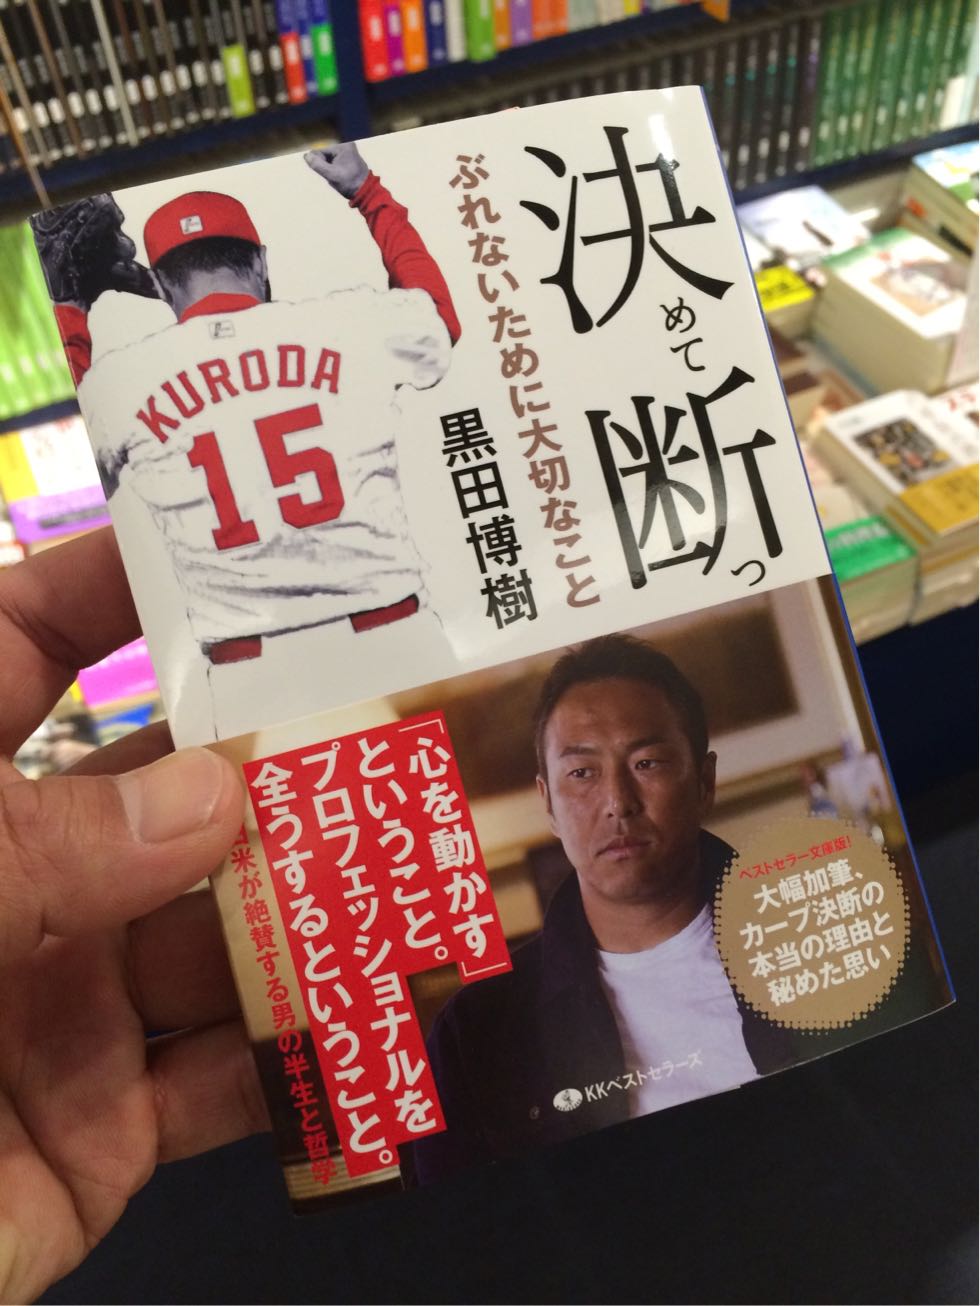 決めて断つ
ぶれないために大切なこと
黒田博樹
KURODA
15
「心を動かす」
ということ。
プロフェッショナルを
全うするということ。
日米が絶賛する男の半生と哲学
ベストセラー文庫版!
大幅加筆、
カープ決断の
本当の理由と
秘めた思い
KKベストセラーズ